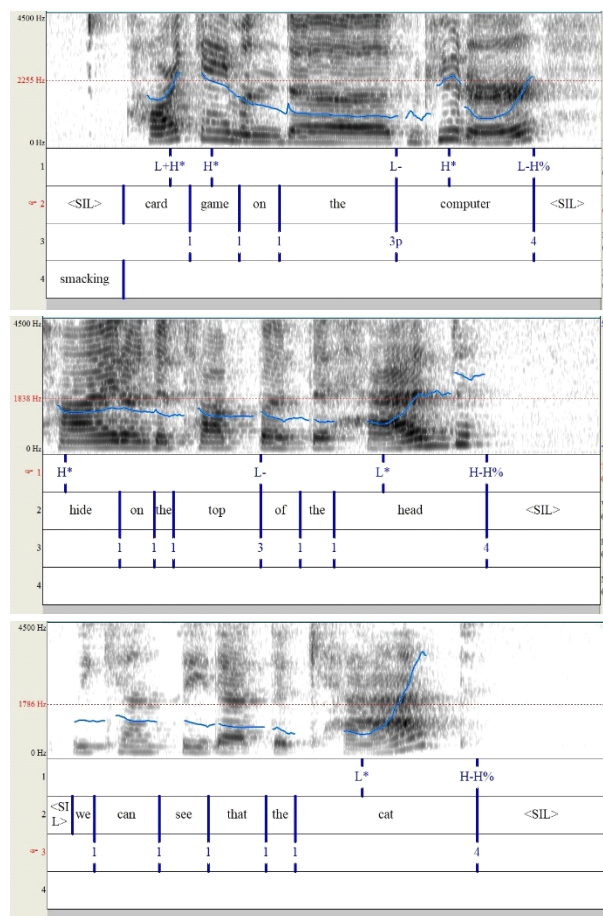 4500 Hz
2255 Hz
0 Hz
1 L+H* H* L- H* L-H%
2 <SIL> card game on the computer <SIL>
3 1 1 1 3p 4
4 smacking
4500 Hz
1838 Hz
0 Hz
1 H* L- L* H-H%
2 hide on the top of the head <SIL>
3 1 1 1 3 1 1 4
4
4500 Hz
1786 Hz
0 Hz
1 L* H-H%
2 <SI
L> we can see that the cat <SIL>
3 1 1 1 1 1 4
4